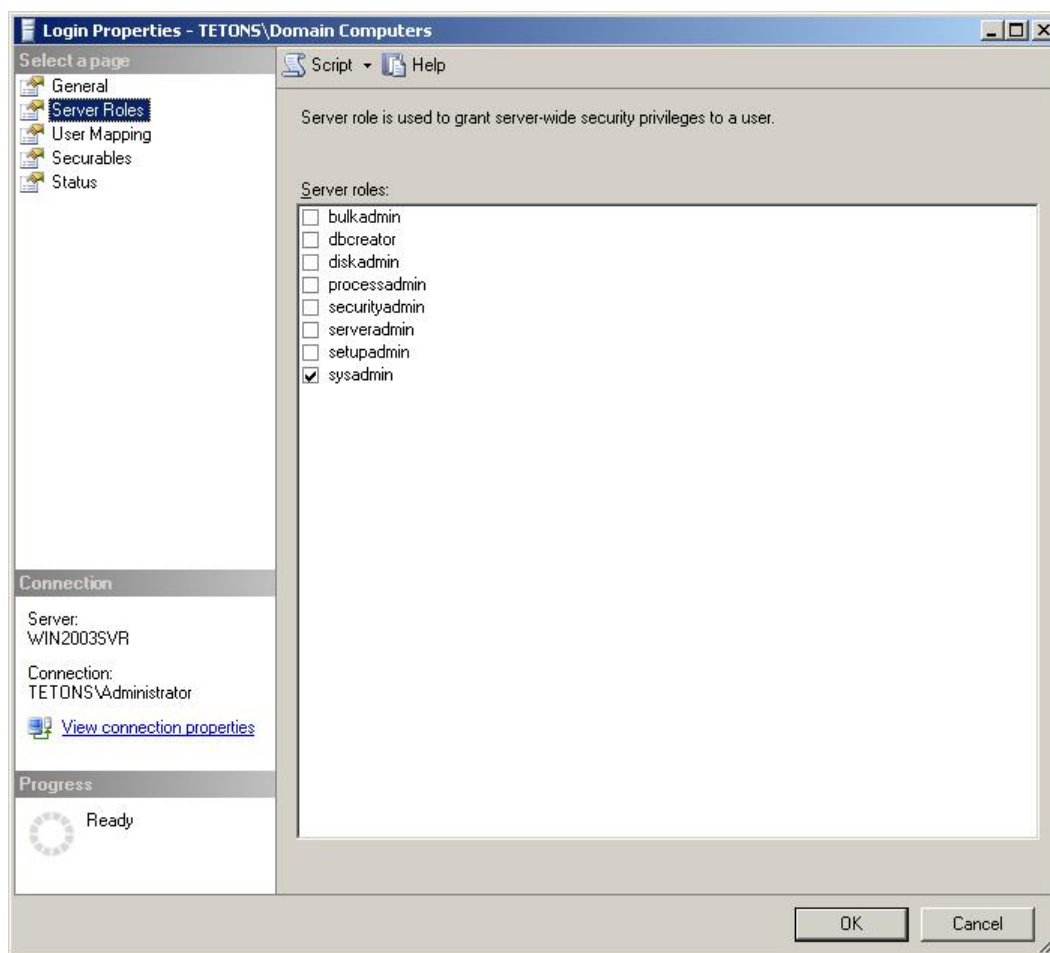 Login Properties - TETONS\Domain Computers
Select a page
General
Server Roles
User Mapping
Securables
Status
Script
Help
Server role is used to grant server-wide security privileges to a user.
Server roles:
bulkadmin
dbcreator
diskadmin
processadmin
securityadmin
serveradmin
setupadmin
sysadmin
Connection
Server:
WIN2003SVR
Connection:
TETONS\Administrator
View connection properties
Progress
Ready
OK
Cancel